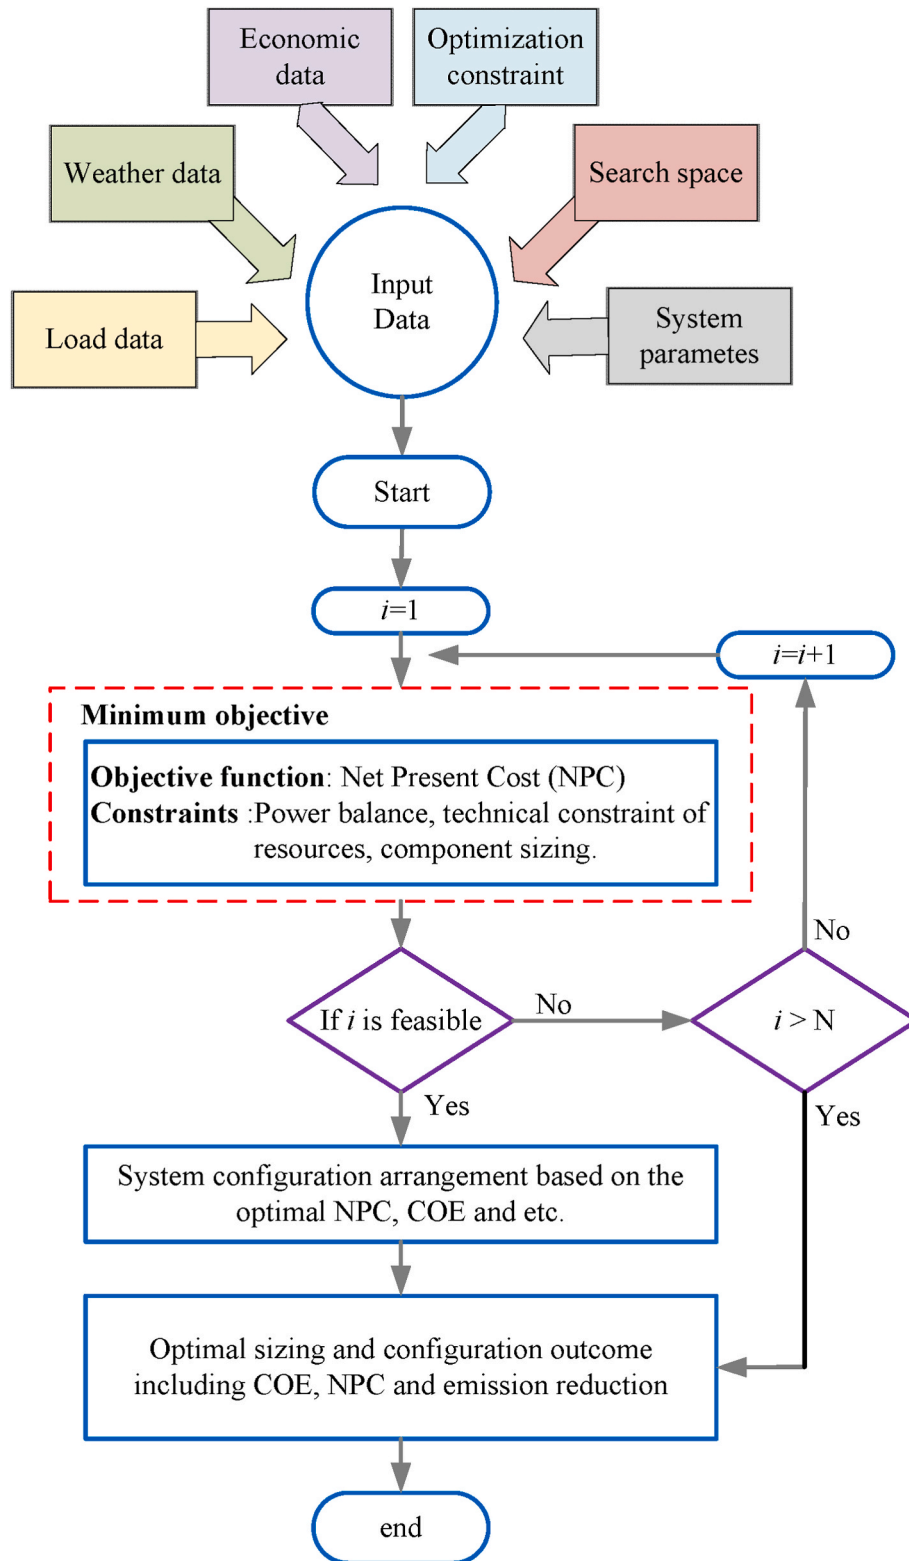 Economic
data
Optimization
constraint
Weather data
Search space
Input
Data
Load data
System
parametes
Start
i=1
i=i+1
Minimum objective
Objective function: Net Present Cost (NPC)
Constraints :Power balance, technical constraint of
resources, component sizing.
No
If i is feasible
No
i > N
Yes
Yes
System configuration arrangement based on the
optimal NPC, COE and etc.
Optimal sizing and configuration outcome
including COE, NPC and emission reduction
end